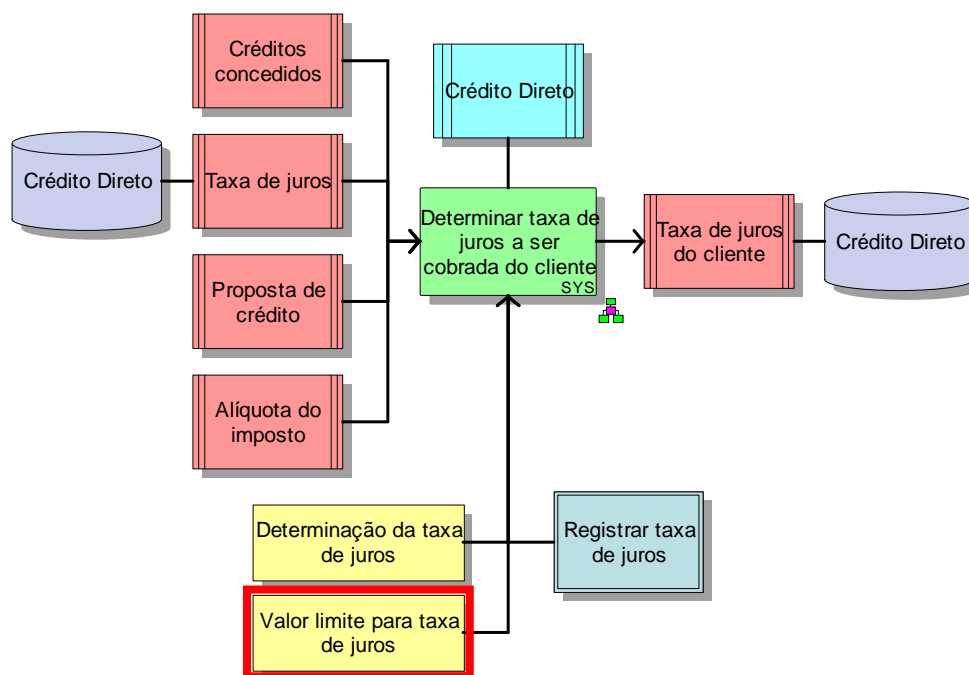 Créditos
concedidos
Crédito Direto
Crédito Direto
Taxa de juros
Determinar taxa de
juros a ser
cobrada do cliente
SYS
Taxa de juros
do cliente
Crédito Direto
Proposta de
crédito
Alíquota do
imposto
Determinação da taxa
de juros
Registrar taxa
de juros
Valor limite para taxa
de juros